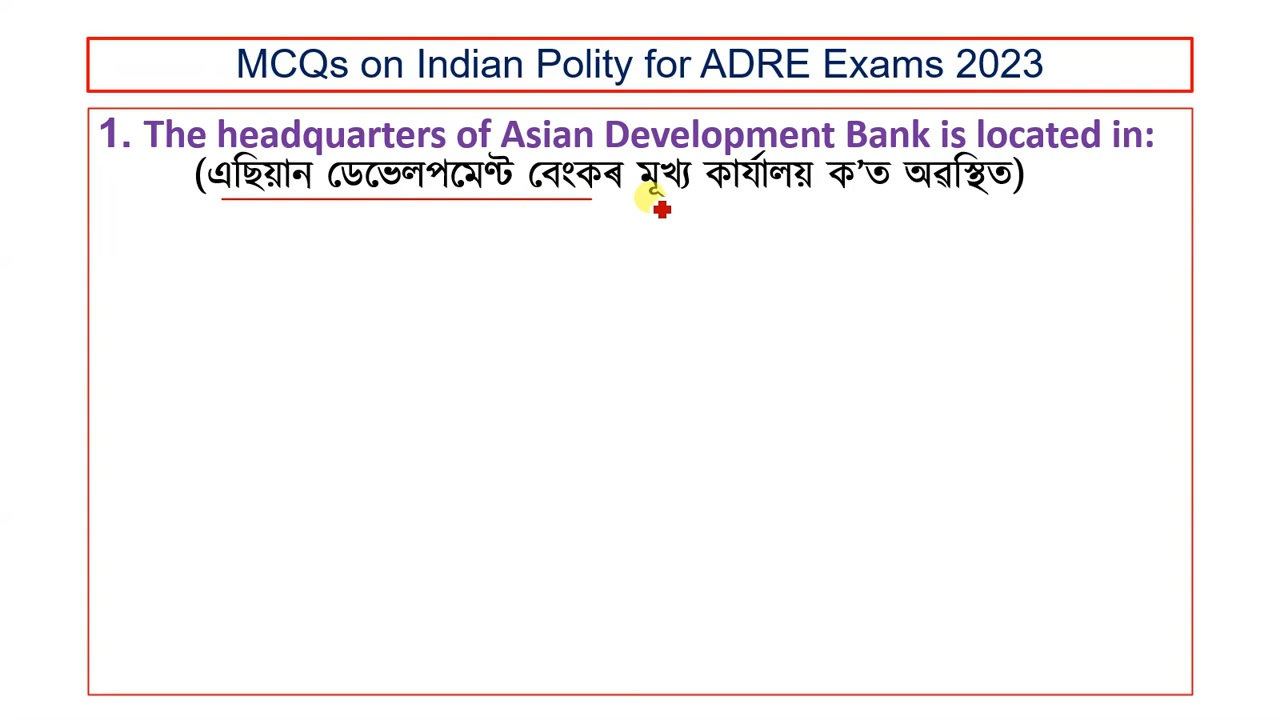 MCQs on Indian Polity for ADRE Exams 2023
1. The headquarters of Asian Development Bank is located in:
(এছিয়ান ডেভেলপমেণ্ট বেংকৰ মূখ্য কাৰ্যালয় ক’ত অৱস্থিত)